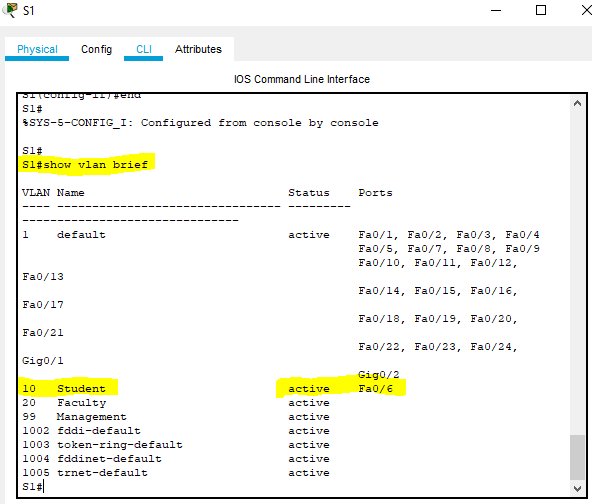 S1
Physical Config CLI Attributes
IOS Command Line Interface
S1(config-if)#end
S1#
%SYS-5-CONFIG_I: Configured from console by console
S1#
S1#show vlan brief
VLAN Name                             Status    Ports
---- -------------------------------- --------- 
-------------------------------
1    default                          active    Fa0/1, Fa0/2, Fa0/3, Fa0/4
                                                Fa0/5, Fa0/7, Fa0/8, Fa0/9
                                                Fa0/10, Fa0/11, Fa0/12,
Fa0/13
                                                Fa0/14, Fa0/15, Fa0/16,
Fa0/17
                                                Fa0/18, Fa0/19, Fa0/20,
Fa0/21
                                                Fa0/22, Fa0/23, Fa0/24,
Gig0/1
                                                Gig0/2
10   Student                          active    Fa0/6
20   Faculty                          active
99   Management                       active
1002 fddi-default                     active
1003 token-ring-default               active
1004 fddinet-default                  active
1005 trnet-default                    active
S1#